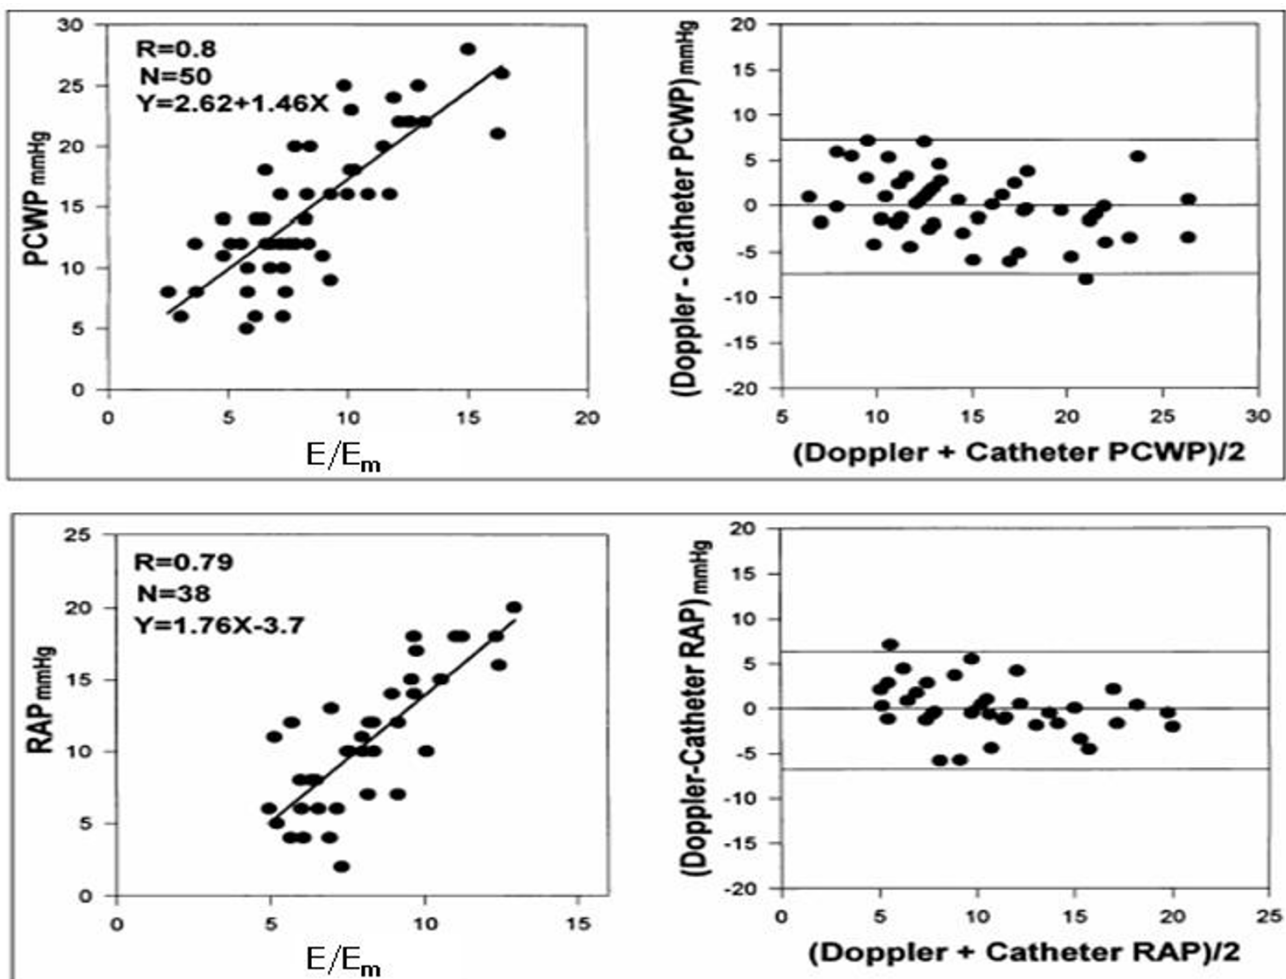 30
25
20
15
10
5
0
PCWP mmHg
R=0.8
N=50
Y=2.62+1.46X
0 5 10 15 20
E/Em
20
15
10
5
0
-5
-10
-15
-20
(Doppler - Catheter PCWP) mmHg
5 10 15 20 25 30
(Doppler + Catheter PCWP)/2
25
20
15
10
5
0
RAP mmHg
R=0.79
N=38
Y=1.76X-3.7
0 5 10 15
E/Em
20
15
10
5
0
-5
-10
-15
-20
(Doppler-Catheter RAP) mmHg
0 5 10 15 20 25
(Doppler + Catheter RAP)/2